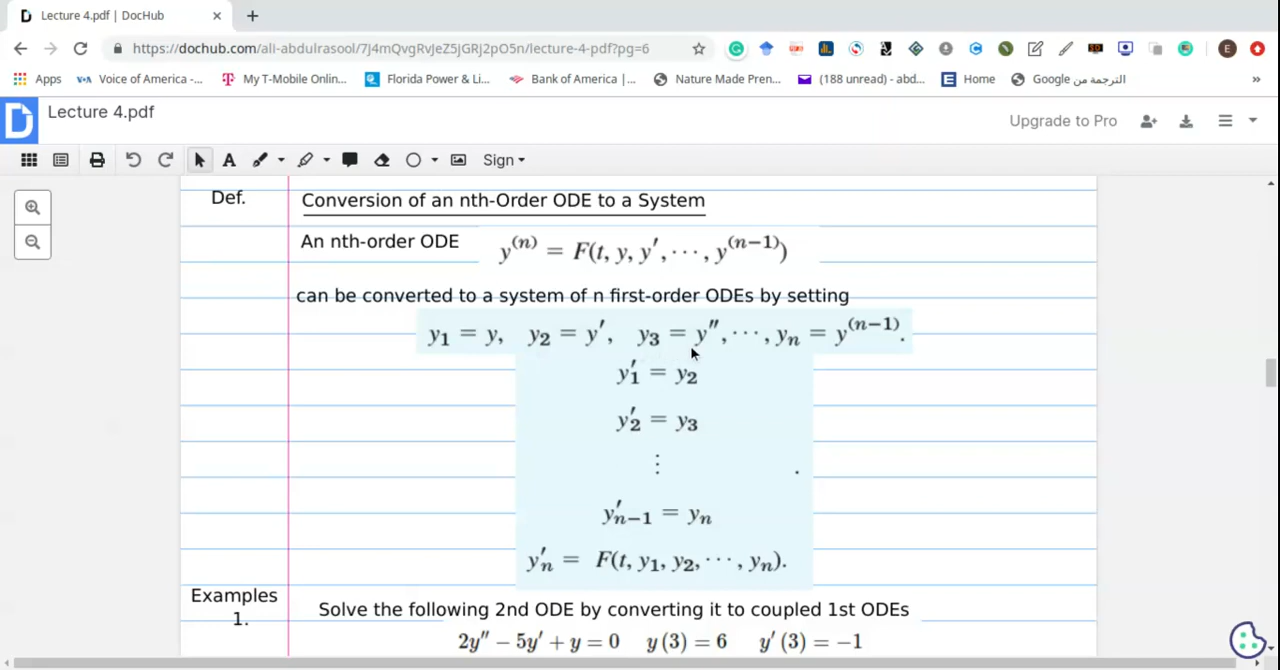 Lecture 4.pdf | DocHub
https://dochub.com/ali-abdulrasool/7J4mQvgRvJeZ5JGRJ2pO5n/lecture-4-pdf?pg=6
E
Apps Voice of America -... My T-Mobile Onlin... Florida Power & Li... Bank of America |... Nature Made Pren... (188 unread) - abd... Home الترجمة من Google »
Lecture 4.pdf
Upgrade to Pro
A Sign
Def. Conversion of an nth-Order ODE to a System
An nth-order ODE y^(n) = F(t, y, y′, ⋯, y^(n−1))
can be converted to a system of n first-order ODEs by setting
y₁ = y, y₂ = y′, y₃ = y″, ⋯, yₙ = y^(n−1).
y₁′ = y₂
y₂′ = y₃
⋮ .
y′ₙ₋₁ = yₙ
yₙ′ = F(t, y₁, y₂, ⋯, yₙ).
Examples
1.
Solve the following 2nd ODE by converting it to coupled 1st ODEs
2y″ − 5y′ + y = 0 y(3) = 6 y′(3) = −1